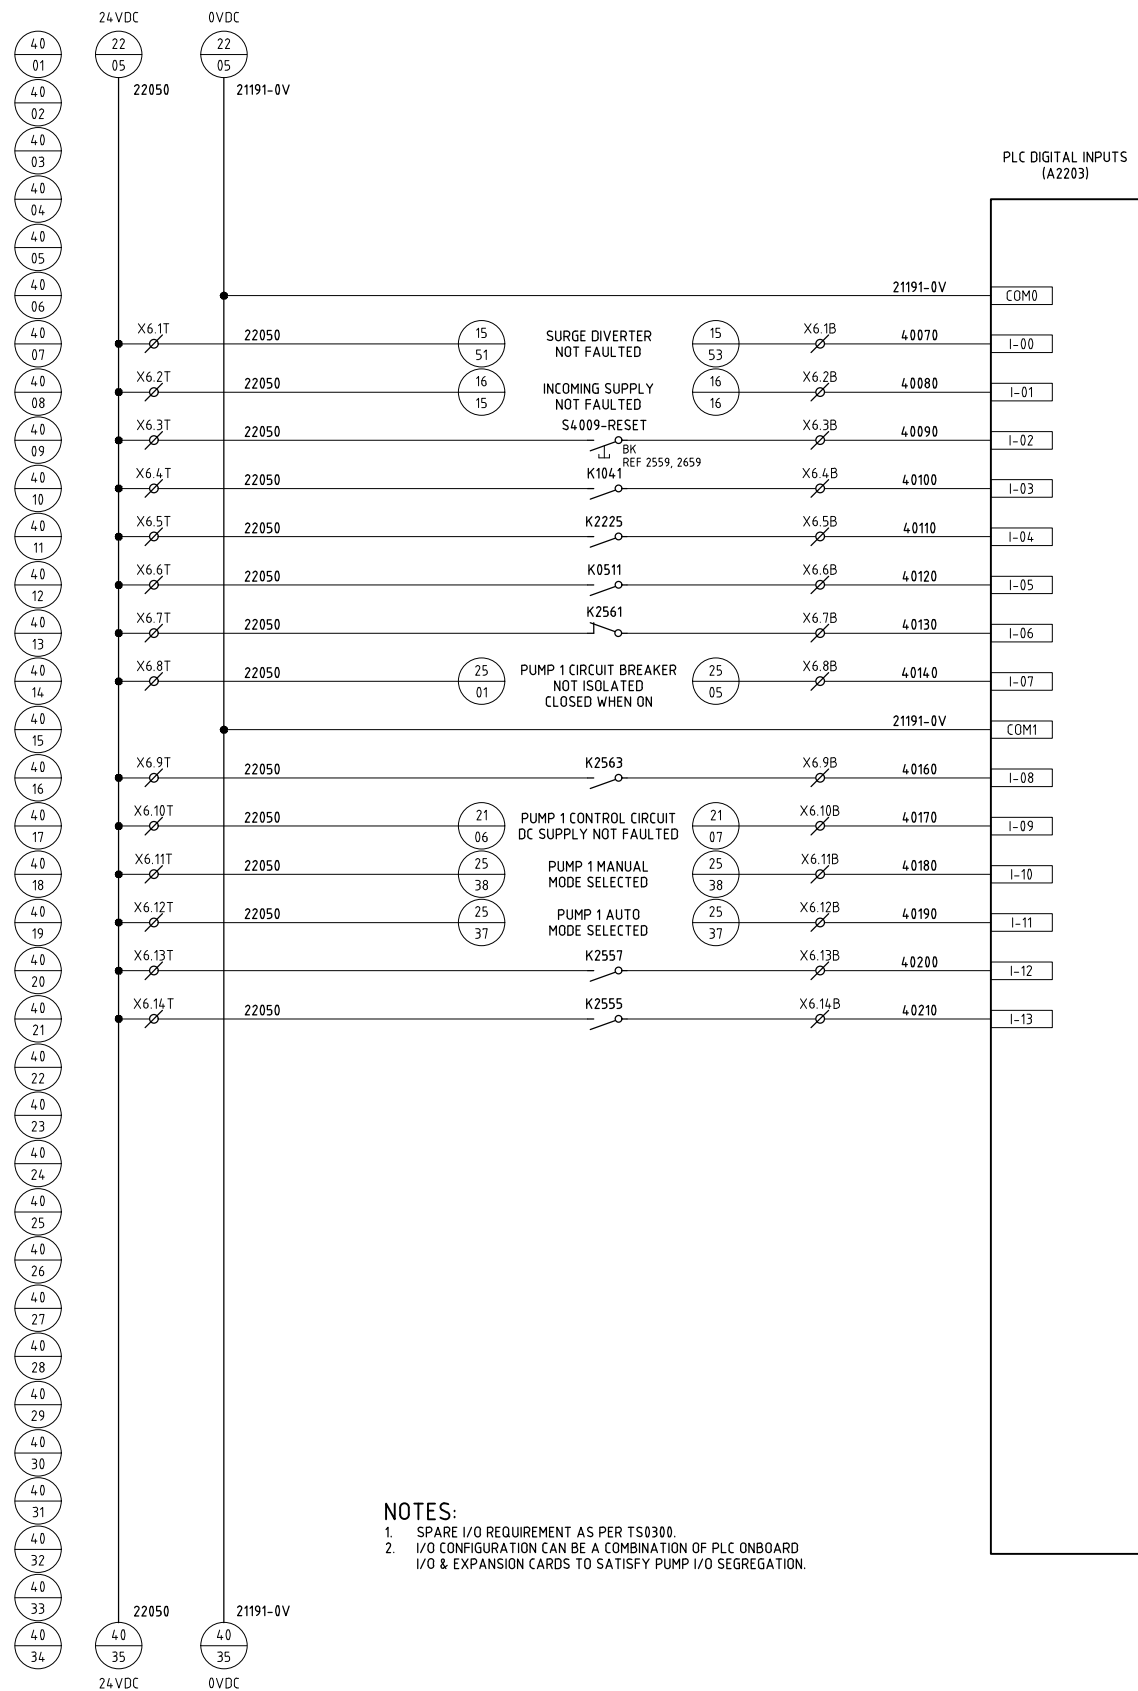 24VDC 0VDC
40 22 22
01 05 05
22050 21191-0V
40
02
40
03
PLC DIGITAL INPUTS
(A2203)
40
04
40
05
40 21191-0V COM0
06
40 X6.1T 22050 15 SURGE DIVERTER 15 X6.1B 40070 I-00
07 51 NOT FAULTED 53
40 X6.2T 22050 16 INCOMING SUPPLY 16 X6.2B 40080 I-01
08 15 NOT FAULTED 16
40 X6.3T 22050 S4009-RESET X6.3B 40090 I-02
09 BK
REF 2559, 2659
40 X6.4T 22050 K1041 X6.4B 40100 I-03
10
40 X6.5T 22050 K2225 X6.5B 40110 I-04
11
40 X6.6T 22050 K0511 X6.6B 40120 I-05
12
40 X6.7T 22050 K2561 X6.7B 40130 I-06
13
40 X6.8T 22050 25 PUMP 1 CIRCUIT BREAKER 25 X6.8B 40140 I-07
14 01 NOT ISOLATED 05
CLOSED WHEN ON
40 21191-0V COM1
15
40 X6.9T 22050 K2563 X6.9B 40160 I-08
16
40 X6.10T 22050 21 PUMP 1 CONTROL CIRCUIT 21 X6.10B 40170 I-09
17 06 DC SUPPLY NOT FAULTED 07
40 X6.11T 22050 25 PUMP 1 MANUAL 25 X6.11B 40180 I-10
18 38 MODE SELECTED 38
40 X6.12T 22050 25 PUMP 1 AUTO 25 X6.12B 40190 I-11
19 37 MODE SELECTED 37
40 X6.13T K2557 X6.13B 40200 I-12
20
40 X6.14T 22050 K2555 X6.14B 40210 I-13
21
40
22
40
23
40
24
40
25
40
26
40
27
40
28
40
29
40
30
40
31
NOTES:
1. SPARE I/O REQUIREMENT AS PER TS0300.
2. I/O CONFIGURATION CAN BE A COMBINATION OF PLC ONBOARD
I/O & EXPANSION CARDS TO SATISFY PUMP I/O SEGREGATION.
40
32
40
33
22050 21191-0V
40 40 40
34 35 35
24VDC 0VDC